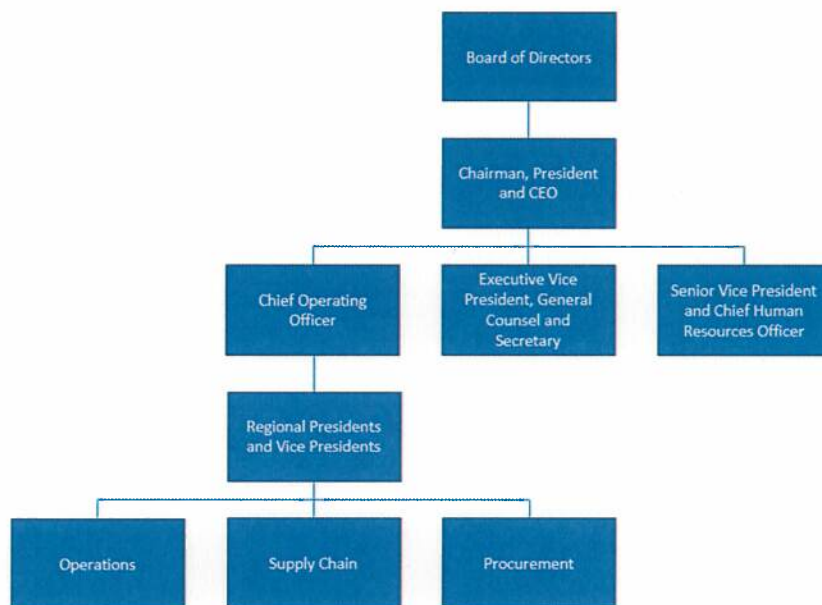 Board of Directors
Chairman, President
and CEO
Chief Operating
Officer
Executive Vice
President, General
Counsel and
Secretary
Senior Vice President
and Chief Human
Resources Officer
Regional Presidents
and Vice Presidents
Operations
Supply Chain
Procurement